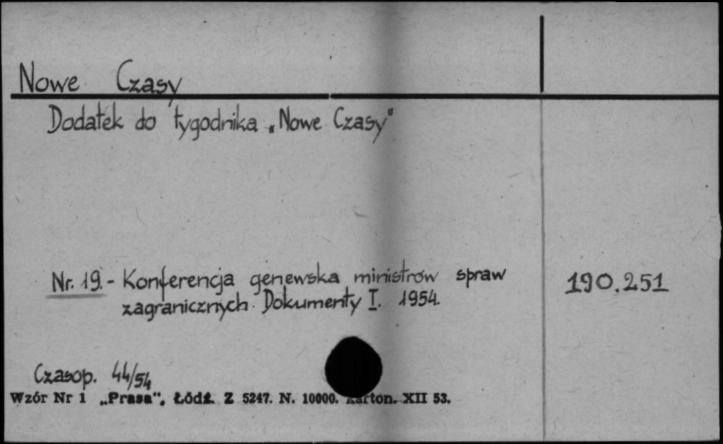 Nowe Czasy
Dodatek do tygodnika „Nowe Czasy"
Nr. 19. - Konferencja genewska ministrów spraw 190.251
zagranicznych. Dokumenty I. 1954.
Czasop. 44/54
Wzór Nr 1 „Prasa", Łódź. Z 5247. N. 10000. Karton. XII 53.